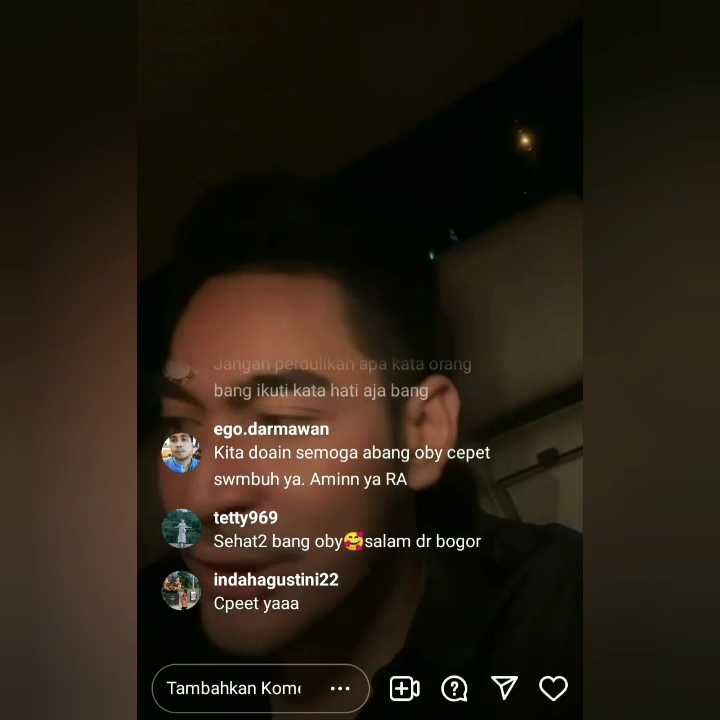 Jangan perdulikan apa kata orang
bang ikuti kata hati aja bang
ego.darmawan
Kita doain semoga abang oby cepet
swmbuh ya. Aminn ya RA
tetty969
Sehat2 bang oby🥰salam dr bogor
indahagustini22
Cpeet yaaa
Tambahkan Kome